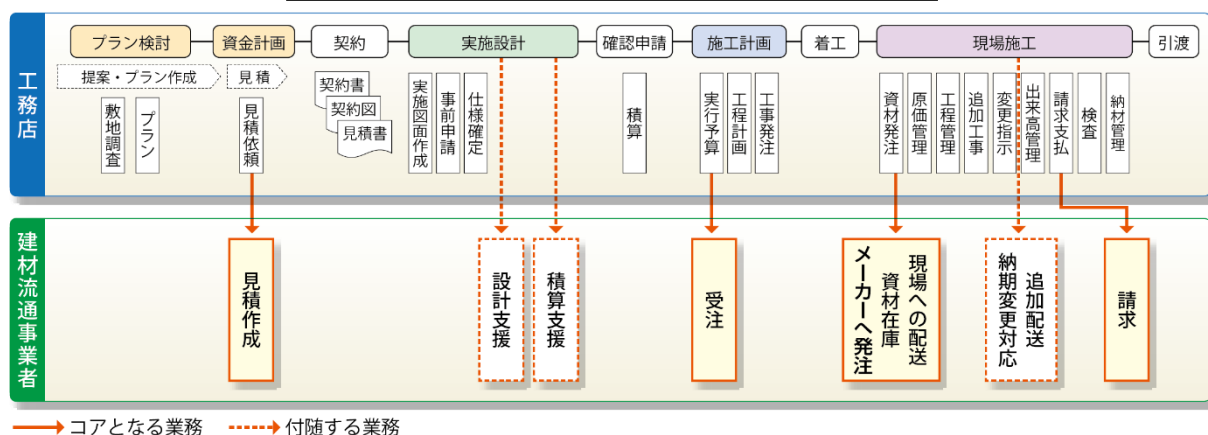 工務店
プラン検討
資金計画
契約
実施設計
確認申請
施工計画
着工
現場施工
引渡
提案・プラン作成
見積
敷地調査
プラン
見積依頼
契約書
契約図
見積書
実施図面作成
事前申請
仕様確定
積算
実行予算
工程計画
工事発注
資材発注
原価管理
工程管理
追加工事
変更指示
出来高管理
請求支払
検査
納材管理
建材流通事業者
見積作成
設計支援
積算支援
受注
現場への配送
資材在庫
メーカーへ発注
追加配送
納期変更対応
請求
コアとなる業務
付随する業務